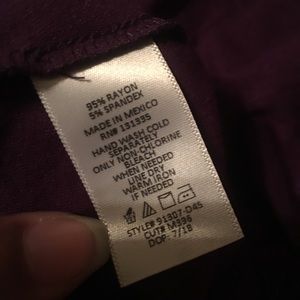 95% RAYON
5% SPANDEX
MADE IN MEXICO
RN# 131335
HAND WASH COLD
SEPARATELY
ONLY NON-CHLORINE
BLEACH
WHEN NEEDED
LINE DRY
WARM IRON
IF NEEDED
STYLE# 91307-D45
CUT# M396
DOP: 7/18